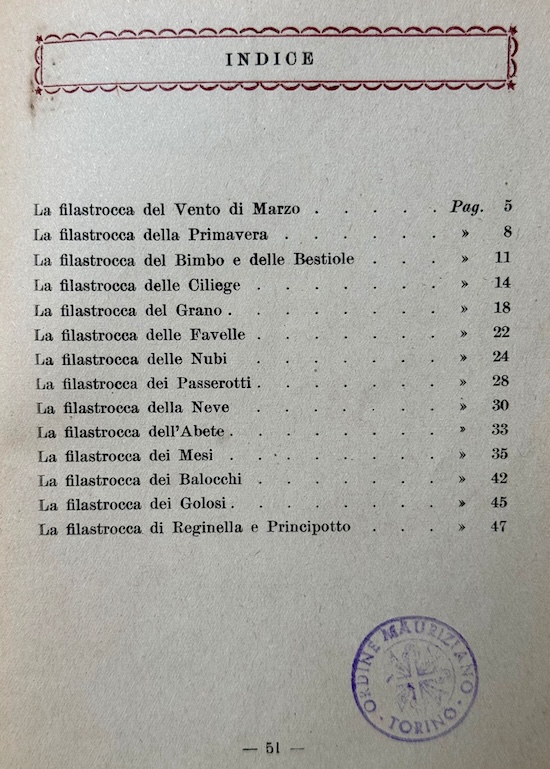 INDICE
La filastrocca del Vento di Marzo . . . . . Pag. 5
La filastrocca della Primavera . . . . . . » 8
La filastrocca del Bimbo e delle Bestiole . . . » 11
La filastrocca delle Ciliege . . . . . . . » 14
La filastrocca del Grano . . . . . . . . » 18
La filastrocca delle Favelle . . . . . . . » 22
La filastrocca delle Nubi . . . . . . . » 24
La filastrocca dei Passerotti . . . . . . . » 28
La filastrocca della Neve . . . . . . . » 30
La filastrocca dell'Abete . . . . . . . . » 33
La filastrocca dei Mesi . . . . . . . . » 35
La filastrocca dei Balocchi . . . . . . . » 42
La filastrocca dei Golosi . . . . . . . . » 45
La filastrocca di Reginella e Principotto . . . » 47
ORDINE MAURIZIANO
· TORINO ·
— 51 —